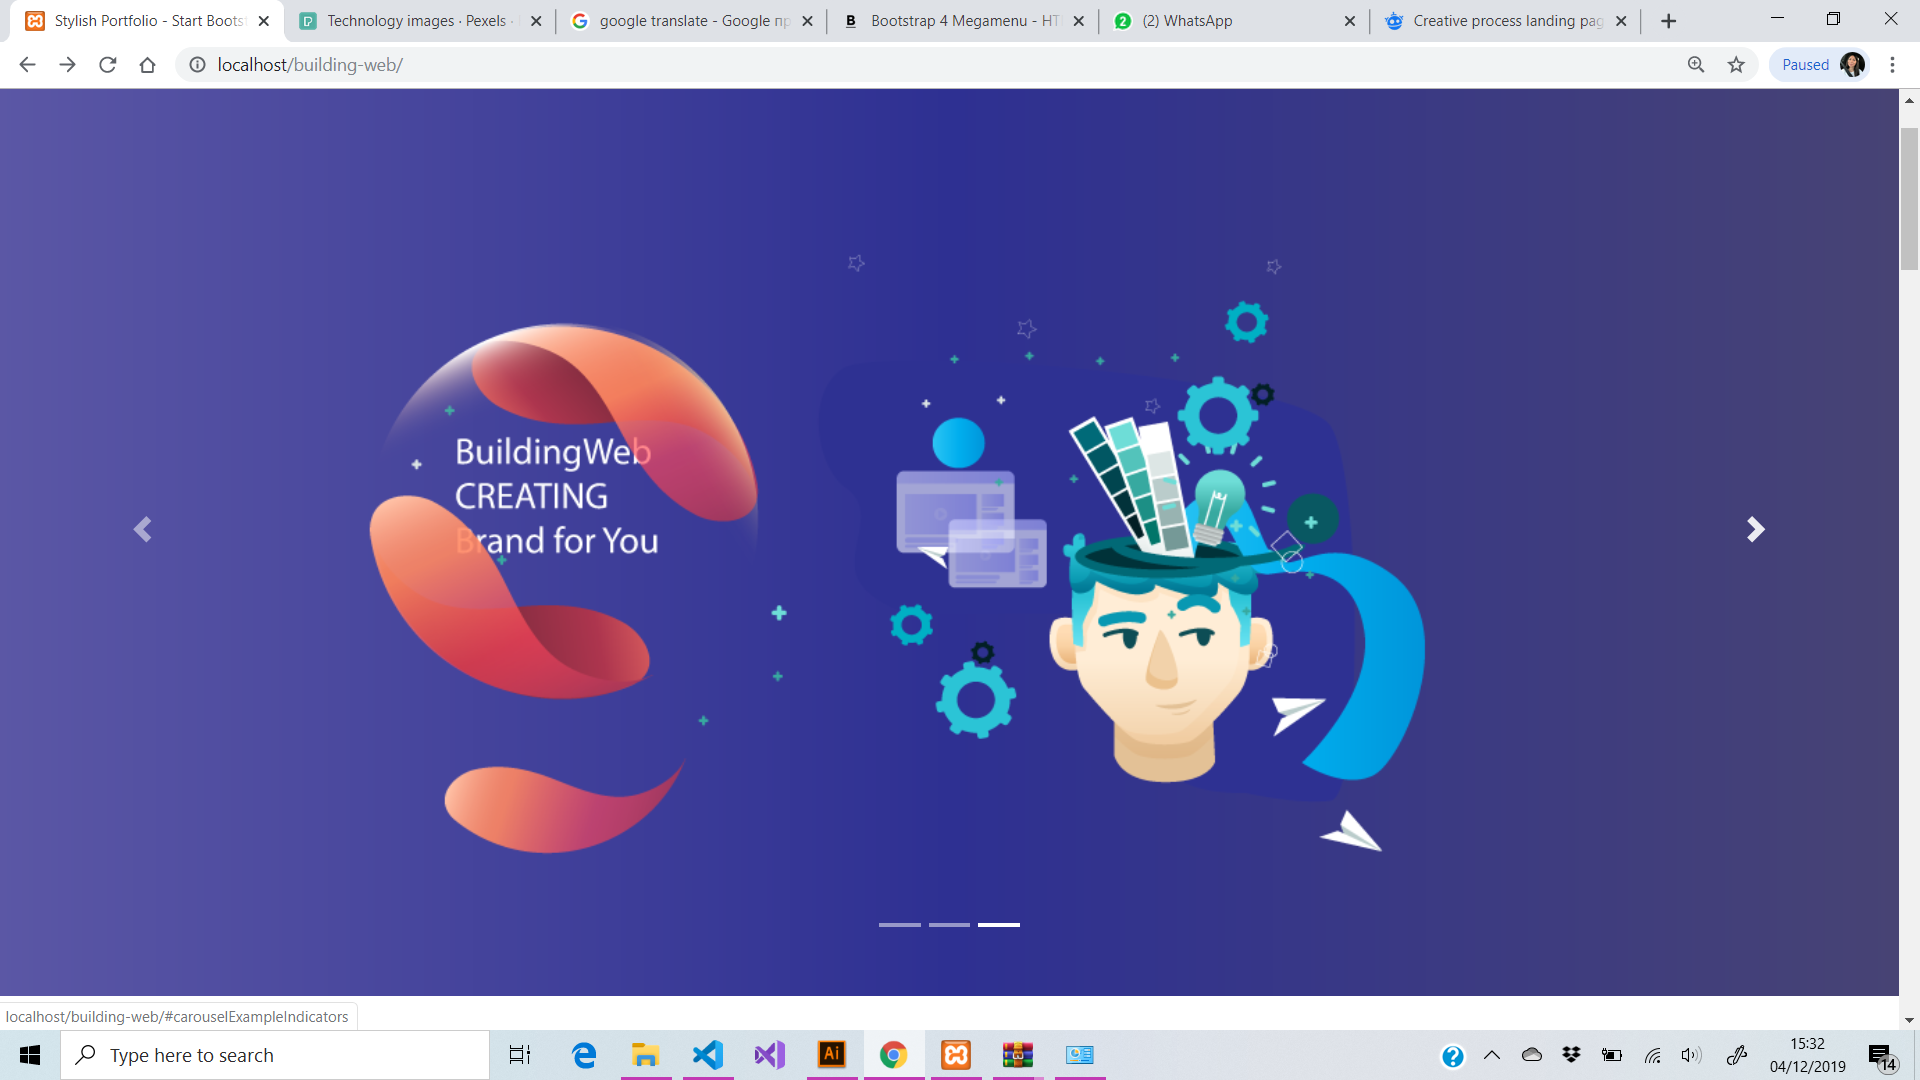 Stylish Portfolio - Start Boots
Technology images · Pexels ·
google translate - Google пр
B Bootstrap 4 Megamenu - HT
2 (2) WhatsApp
Creative process landing pag
localhost/building-web/
Paused
BuildingWeb
CREATING
Brand for You
localhost/building-web/#carouselExampleIndicators
Type here to search
Ai
15:32
04/12/2019
14